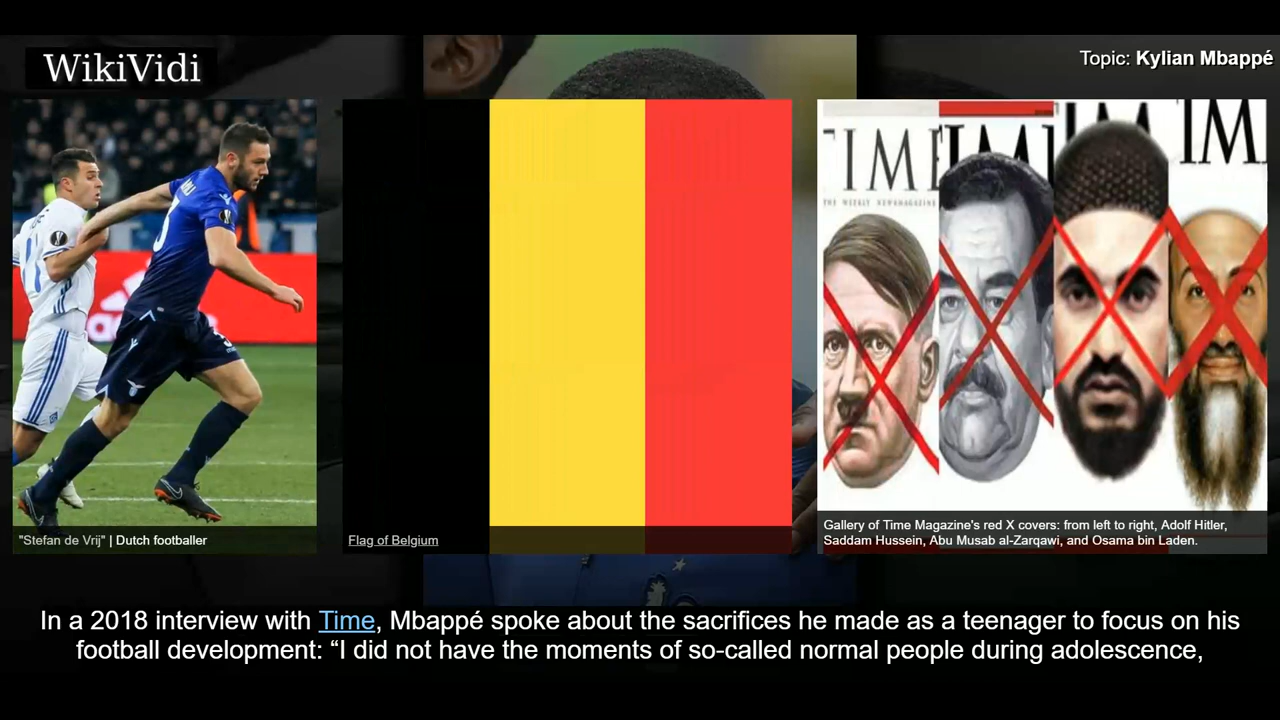 WikiVidi
Topic: Kylian Mbappé
TIME
THE WEEKLY NEWSMAGAZINE
"Stefan de Vrij" | Dutch footballer
Flag of Belgium
Gallery of Time Magazine's red X covers: from left to right, Adolf Hitler,
Saddam Hussein, Abu Musab al-Zarqawi, and Osama bin Laden.
In a 2018 interview with Time, Mbappé spoke about the sacrifices he made as a teenager to focus on his
football development: “I did not have the moments of so-called normal people during adolescence,